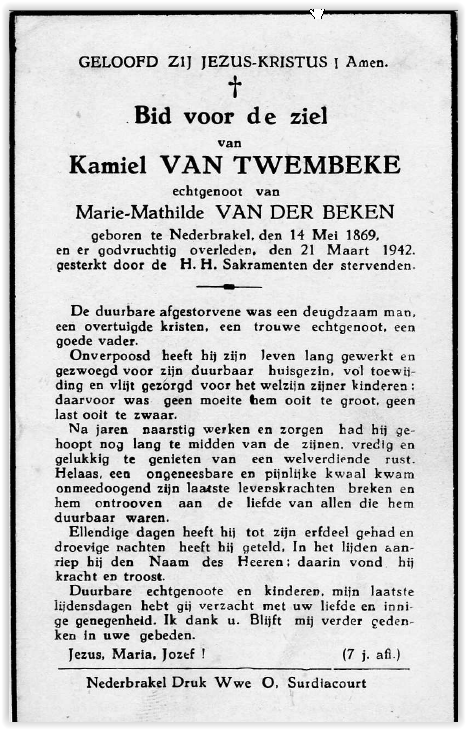 GELOOFD ZIJ JEZUS-KRISTUS ! Amen.
Bid voor de ziel
van
Kamiel VAN TWEMBEKE
echtgenoot van
Marie-Mathilde VAN DER BEKEN
geboren te Nederbrakel, den 14 Mei 1869,
en er godvruchtig overleden, den 21 Maart 1942.
gesterkt door de H. H. Sakramenten der stervenden.
De duurbare afgestorvene was een deugdzaam man,
een overtuigde kristen, een trouwe echtgenoot, een
goede vader.
Onverpoosd heeft hij zijn leven lang gewerkt en
gezwoegd voor zijn duurbaar huisgezin, vol toewij-
ding en vlijt gezorgd voor het welzijn zijner kinderen :
daarvoor was geen moeite hem ooit te groot, geen
last ooit te zwaar.
Na jaren naarstig werken en zorgen had hij ge-
hoopt nog lang te midden van de zijnen, vredig en
gelukkig te genieten van een welverdiende rust.
Helaas, een ongeneesbare en pijnlijke kwaal kwam
onmeedoogend zijn laatste levenskrachten breken en
hem ontrooven aan de liefde van allen die hem
duurbaar waren.
Ellendige dagen heeft hij tot zijn erfdeel gehad en
droevige nachten heeft hij geteld. In het lijden aan-
riep hij den Naam des Heeren : daarin vond hij
kracht en troost.
Duurbare echtgenoote en kinderen, mijn laatste
lijdensdagen hebt gij verzacht met uw liefde en inni-
ge genegenheid. Ik dank u. Blijft mij verder geden-
ken in uwe gebeden.
Jezus, Maria, Jozef ! (7 j. afl.)
Nederbrakel Druk Wwe O, Surdiacourt